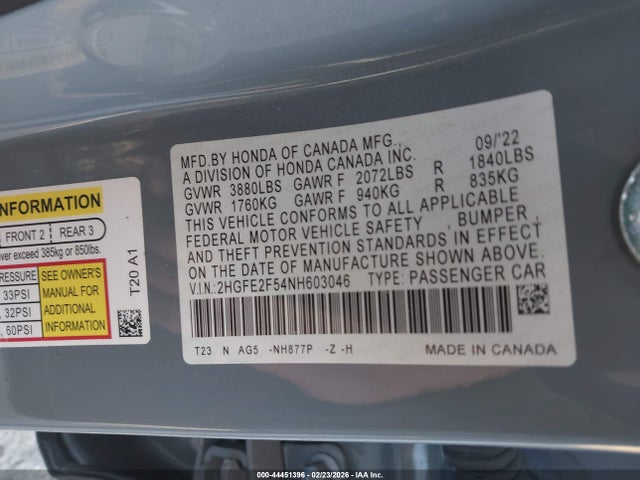 MFD.BY HONDA OF CANADA MFG., 09/'22
A DIVISION OF HONDA CANADA INC.
GVWR 3880LBS GAWR F 2072LBS R 1840LBS
GVWR 1760KG GAWR F 940KG R 835KG
THIS VEHICLE CONFORMS TO ALL APPLICABLE
FEDERAL MOTOR VEHICLE SAFETY , BUMPER ,
AND THEFT PREVENTION STANDARDS IN EFFECT
ON THE DATE OF MANUFACTURE SHOWN ABOVE.
V.I.N.:2HGFE2F54NH603046 TYPE: PASSENGER CAR
T23 N AG5 -NH877P -Z -H MADE IN CANADA
INFORMATION
FRONT 2 REAR 3
ver exceed 385kg or 850lbs.
PRESSURE SEE OWNER'S
33PSI MANUAL FOR
32PSI ADDITIONAL
60PSI INFORMATION
T20 A1
000-44451396 - 02/23/2026 - IAA Inc.